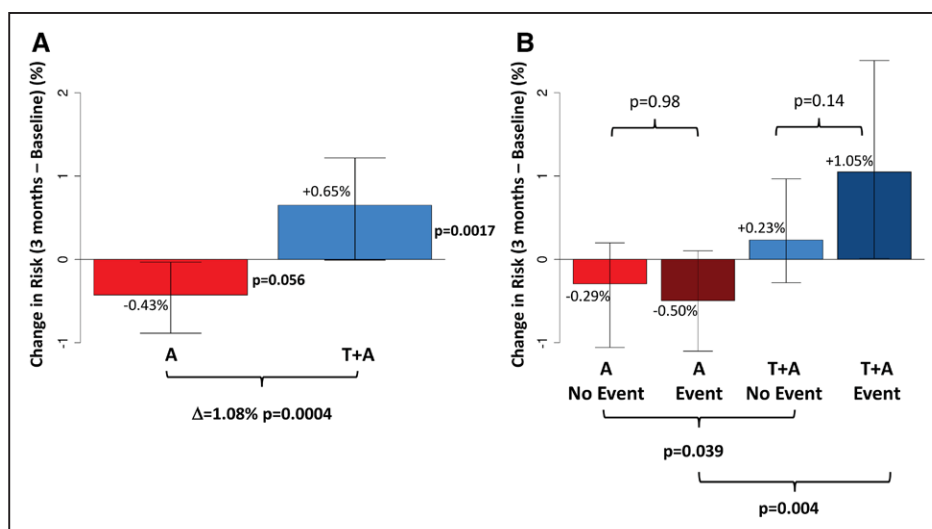 A
Change in Risk (3 months – Baseline) (%)
2
1
0
-1
+0.65%
p=0.0017
p=0.056
-0.43%
A
T+A
Δ=1.08% p=0.0004
B
Change in Risk (3 months – Baseline) (%)
2
1
0
-1
p=0.98
p=0.14
+1.05%
+0.23%
-0.29%
-0.50%
A
No Event
A
Event
T+A
No Event
T+A
Event
p=0.039
p=0.004